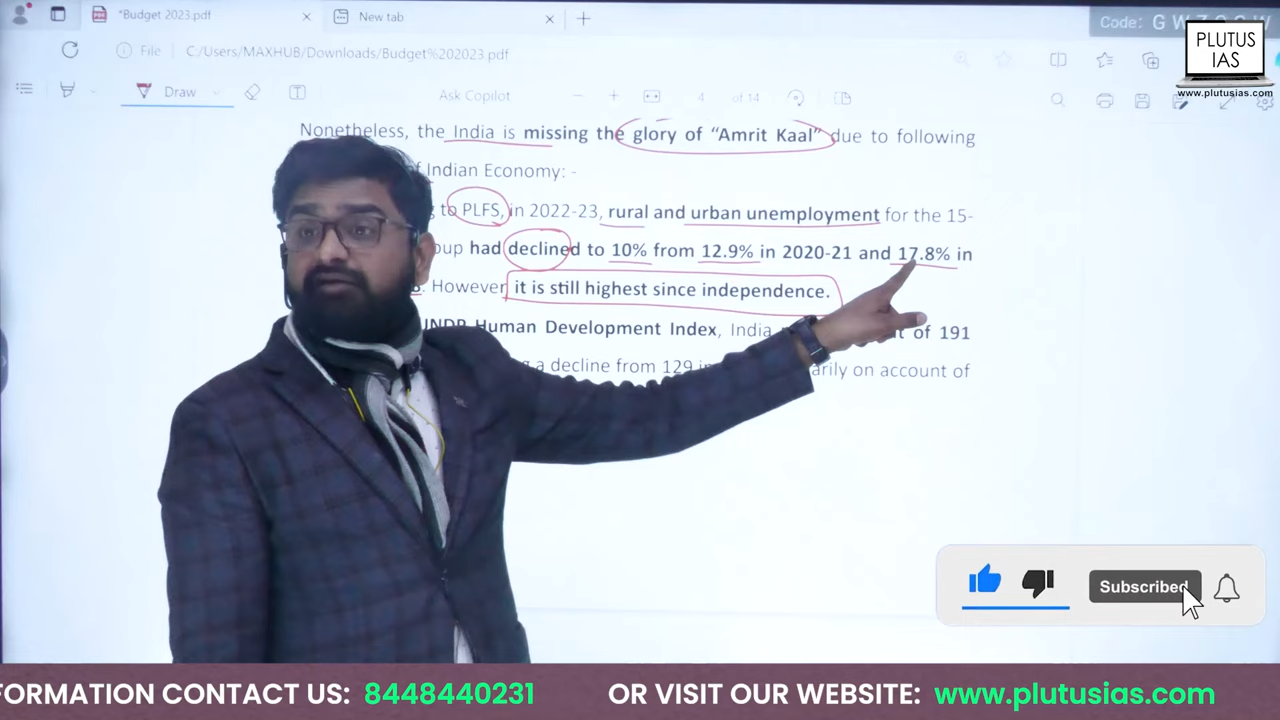 *Budget 2023.pdf
New tab
Code: G W Z
PLUTUS
IAS
www.plutusias.com
File C:/Users/MAXHUB/Downloads/Budget%202023.pdf
Draw Ask Copilot 4 of 14
Nonetheless, the India is missing the glory of “Amrit Kaal” due to following
Indian Economy: -
to PLFS, in 2022-23, rural and urban unemployment for the 15-
had declined to 10% from 12.9% in 2020-21 and 17.8% in
. However, it is still highest since independence.
Human Development Index, India of 191
a decline from 129 in of
Subscribed
FORMATION CONTACT US: 8448440231 OR VISIT OUR WEBSITE: www.plutusias.com